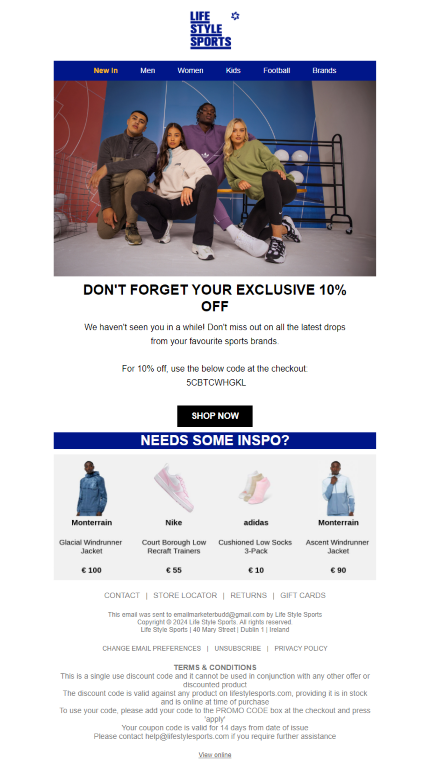 LIFE
STYLE
SPORTS
New In Men Women Kids Football Brands
DON'T FORGET YOUR EXCLUSIVE 10%
OFF
We haven't seen you in a while! Don't miss out on all the latest drops
from your favourite sports brands.
For 10% off, use the below code at the checkout:
5CBTCWHGKL
SHOP NOW
NEEDS SOME INSPO?
Monterrain Nike adidas Monterrain
Glacial Windrunner Court Borough Low Cushioned Low Socks Ascent Windrunner
Jacket Recraft Trainers 3-Pack Jacket
€ 100 € 55 € 10 € 90
CONTACT | STORE LOCATOR | RETURNS | GIFT CARDS
This email was sent to emailmarketerbudd@gmail.com by Life Style Sports
Copyright © 2024 Life Style Sports. All rights reserved
Life Style Sports | 40 Mary Street | Dublin 1 | Ireland
CHANGE EMAIL PREFERENCES | UNSUBSCRIBE | PRIVACY POLICY
TERMS & CONDITIONS
This is a single use discount code and it cannot be used in conjunction with any other offer or
discounted product
The discount code is valid against any product on lifestylesports.com, providing it is in stock
and is online at time of purchase
To use your code, please add your code to the PROMO CODE box at the checkout and press
'apply'
Your coupon code is valid for 14 days from date of issue
Please contact help@lifestylesports.com if you require further assistance
View online